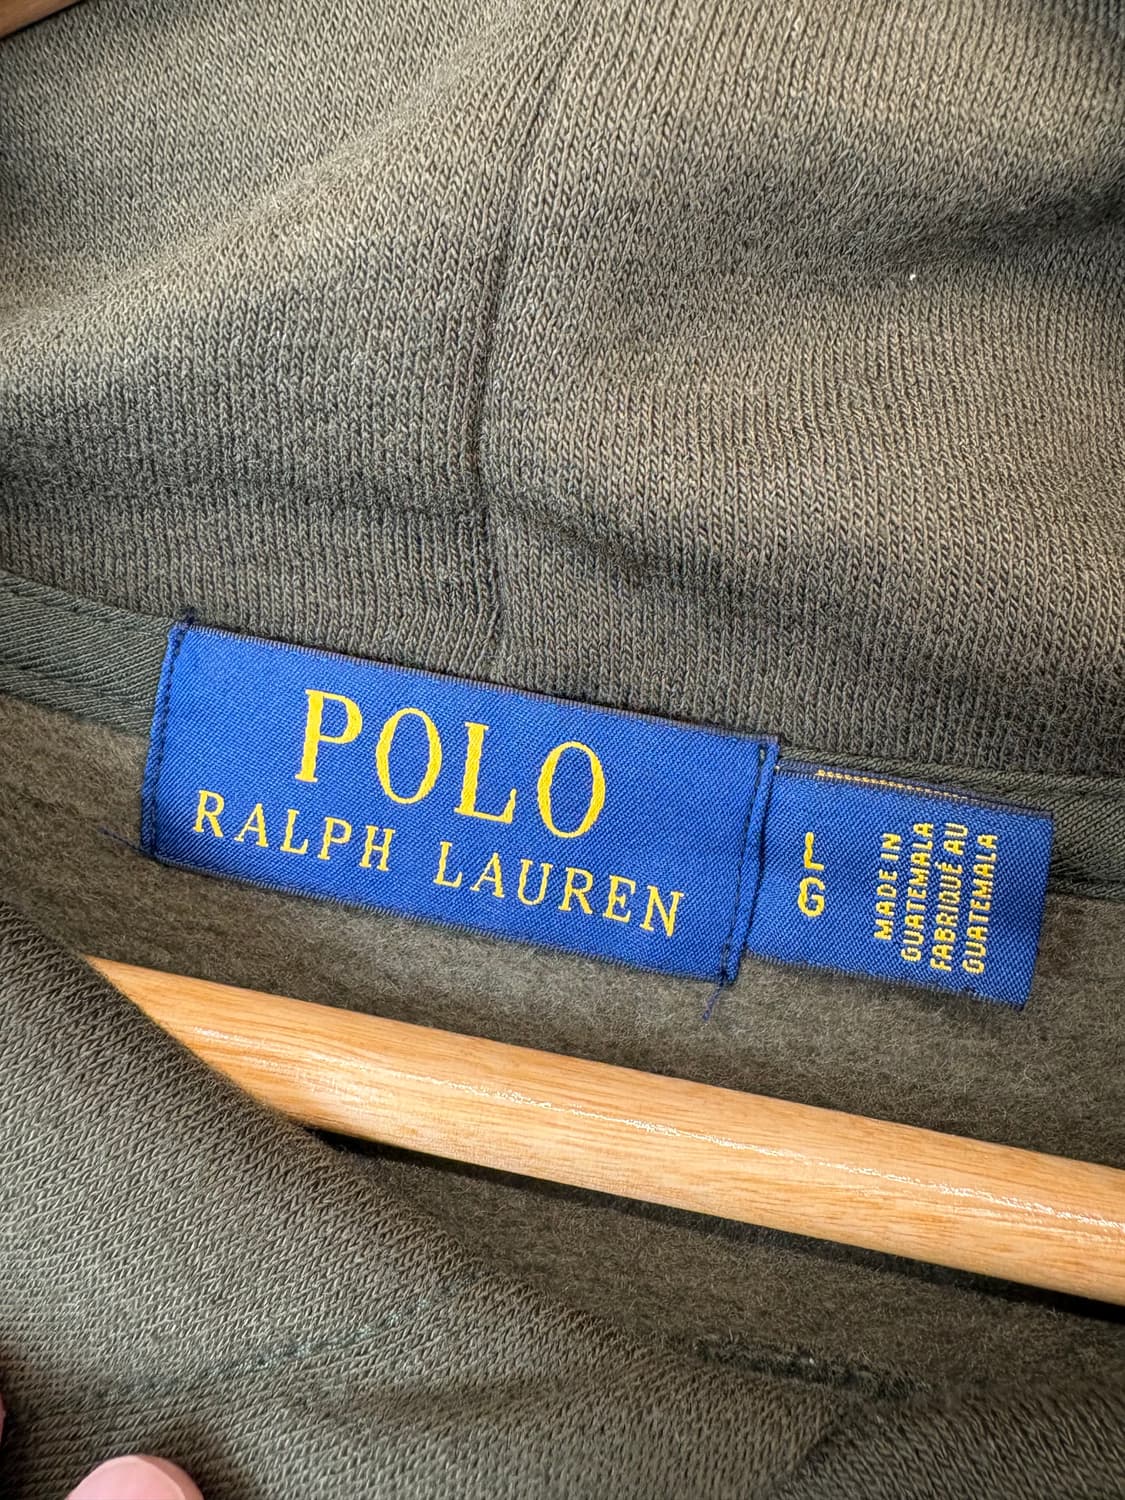 POLO
RALPH LAUREN
L
G
MADE IN
GUATEMALA
FABRIQUÉ AU
GUATEMALA